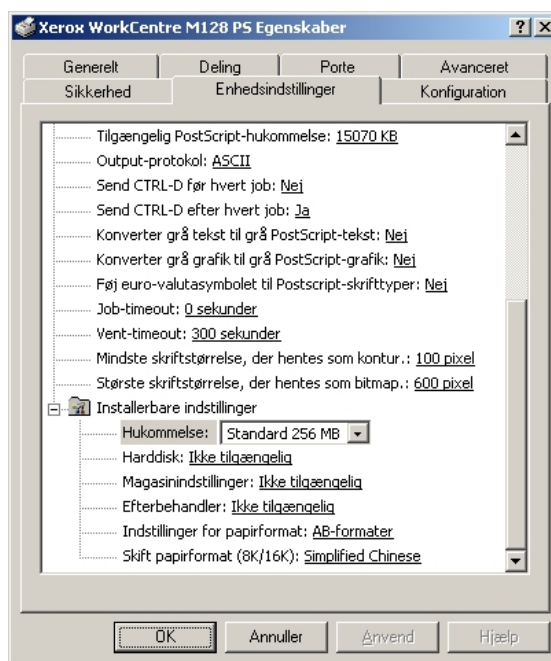 Xerox WorkCentre M128 PS Egenskaber
Generelt
Deling
Porte
Avanceret
Sikkerhed
Enhedsindstillinger
Konfiguration
Tilgængelig PostScript-hukommelse: 15070 KB
Output-protokol: ASCII
Send CTRL-D før hvert job: Nej
Send CTRL-D efter hvert job: Ja
Konverter grå tekst til grå PostScript-tekst: Nej
Konverter grå grafik til grå PostScript-grafik: Nej
Føj euro-valutasymbolet til Postscript-skrifttyper: Nej
Job-timeout: 0 sekunder
Vent-timeout: 300 sekunder
Mindste skriftstørrelse, der hentes som kontur.: 100 pixel
Største skriftstørrelse, der hentes som bitmap.: 600 pixel
Installerbare indstillinger
Hukommelse: Standard 256 MB
Harddisk: Ikke tilgængelig
Magasinindstillinger: Ikke tilgængelig
Efterbehandler: Ikke tilgængelig
Indstillinger for papirformat: AB-formater
Skift papirformat (8K/16K): Simplified Chinese
OK
Annuller
Anvend
Hjælp